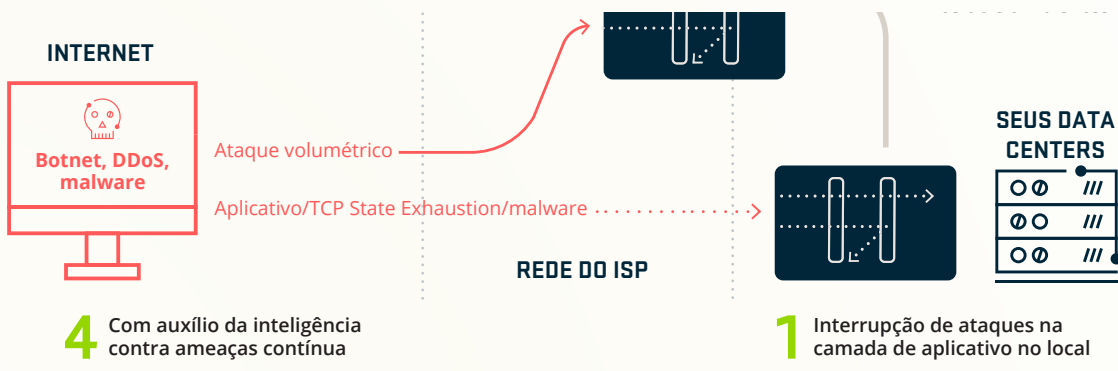 INTERNET
Botnet, DDoS,
malware
Ataque volumétrico
Aplicativo/TCP State Exhaustion/malware
REDE DO ISP
SEUS DATA
CENTERS
4 Com auxílio da inteligência
contra ameaças contínua
1 Interrupção de ataques na
camada de aplicativo no local